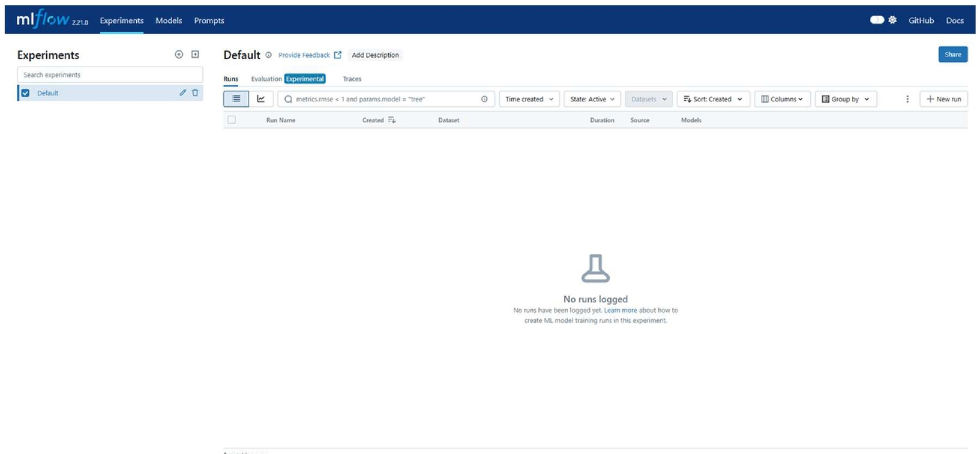 mlflow 2.21.0 Experiments Models Prompts GitHub Docs
Experiments
Search experiments
Default
Default Provide Feedback Add Description Share
Runs Evaluation Experimental Traces
metrics.rmse < 1 and params.model = "tree" Time created State: Active Datasets Sort: Created Columns Group by New run
Run Name Created Dataset Duration Source Models
No runs logged
No runs have been logged yet. Learn more about how to
create ML model training runs in this experiment.